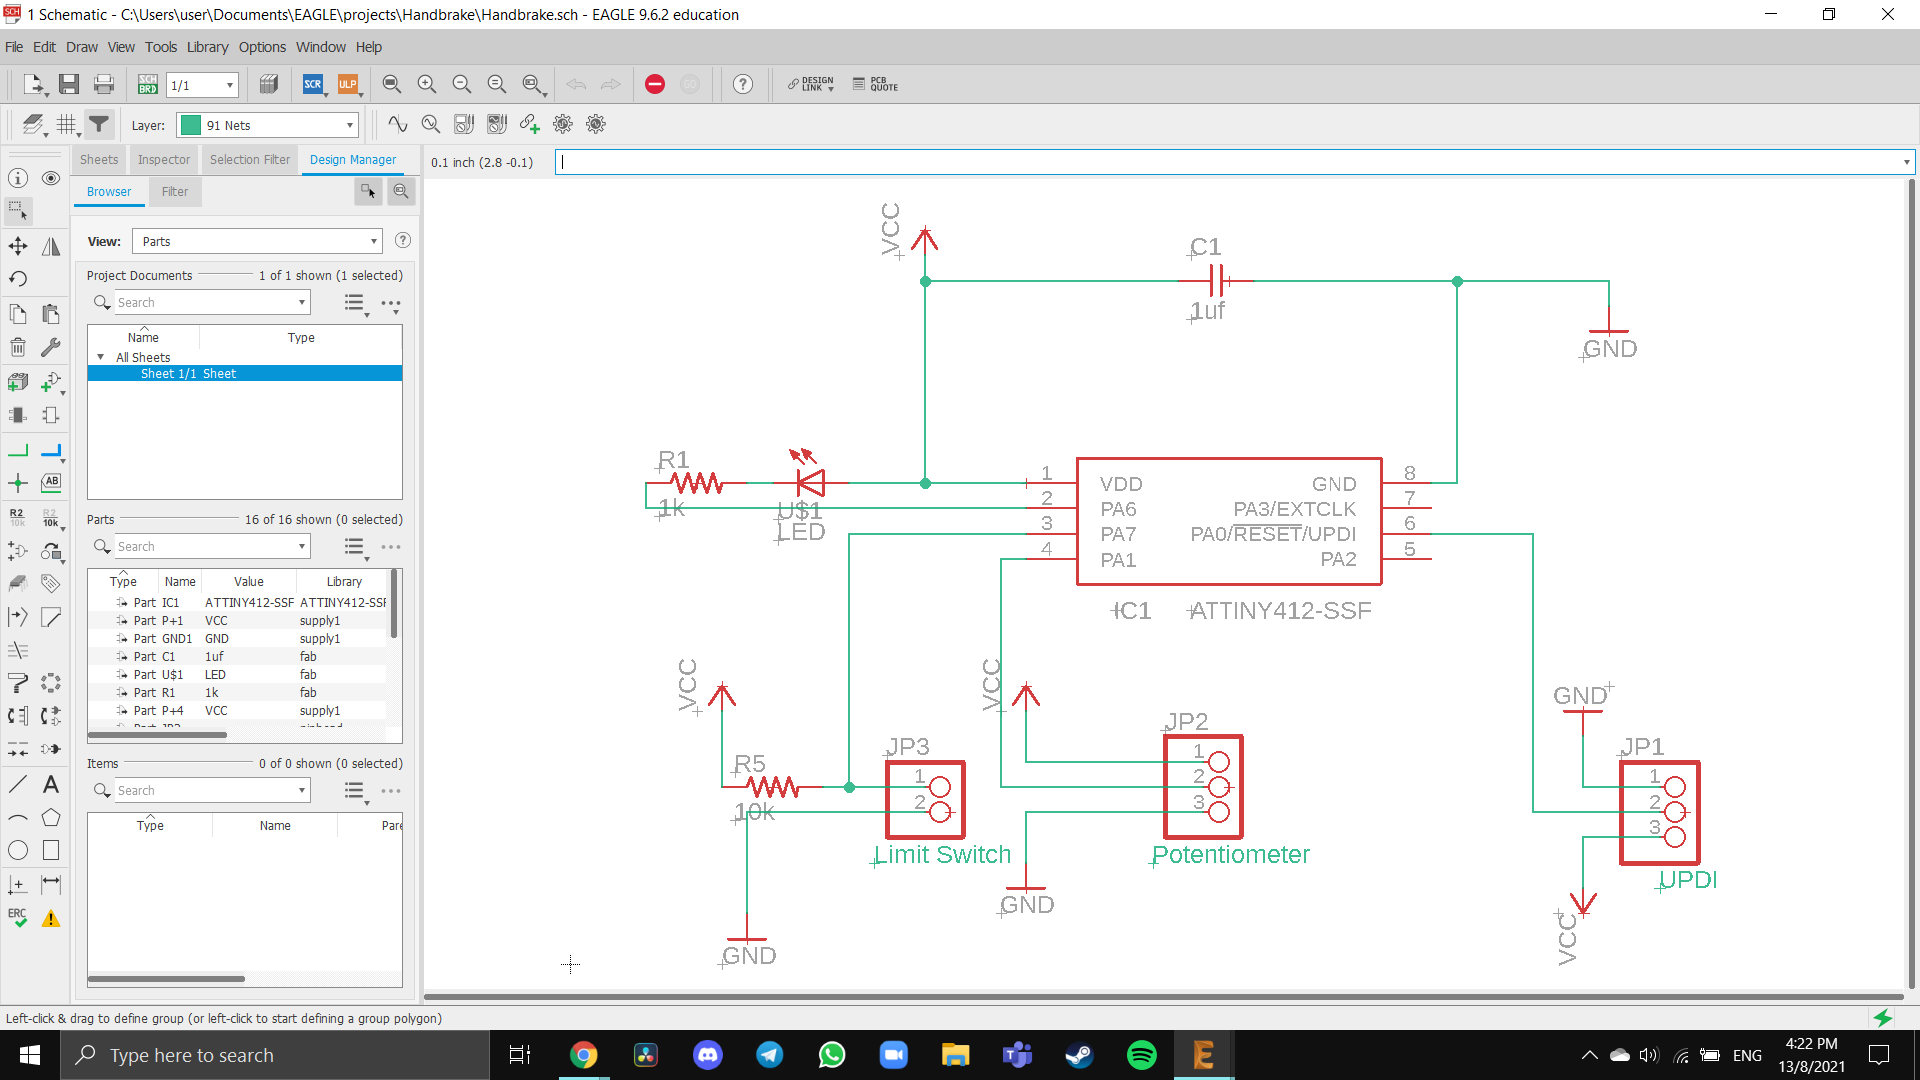 1 Schematic - C:\Users\user\Documents\EAGLE\projects\Handbrake\Handbrake.sch - EAGLE 9.6.2 education
File Edit Draw View Tools Library Options Window Help
SCH BRD 1/1 SCR ULP GO DESIGN LINK PCB QUOTE
Layer: 91 Nets
Sheets Inspector Selection Filter Design Manager
0.1 inch (2.8 -0.1)
Browser Filter
View: Parts
Project Documents 1 of 1 shown (1 selected)
Search
Name Type
All Sheets
Sheet 1/1 Sheet
Parts 16 of 16 shown (0 selected)
Search
Type Name Value Library
Part IC1 ATTINY412-SSF ATTINY412-SSF
Part P+1 VCC supply1
Part GND1 GND supply1
Part C1 1uf fab
Part U$1 LED fab
Part R1 1k fab
Part P+4 VCC supply1
Items 0 of 0 shown (0 selected)
Search
Type Name Pare
R2 10k R2 10k
ERC
VCC
C1
1uf
GND
R1
1k
U$1
LED
1 VDD GND 8
2 PA6 PA3/EXTCLK 7
3 PA7 PA0/RESET/UPDI 6
4 PA1 PA2 5
IC1 ATTINY412-SSF
VCC
R5
10k
GND
JP3
1
2
Limit Switch
VCC
JP2
1
2
3
Potentiometer
GND
GND
JP1
1
2
3
UPDI
VCC
Left-click & drag to define group (or left-click to start defining a group polygon)
Type here to search
ENG
4:22 PM
13/8/2021